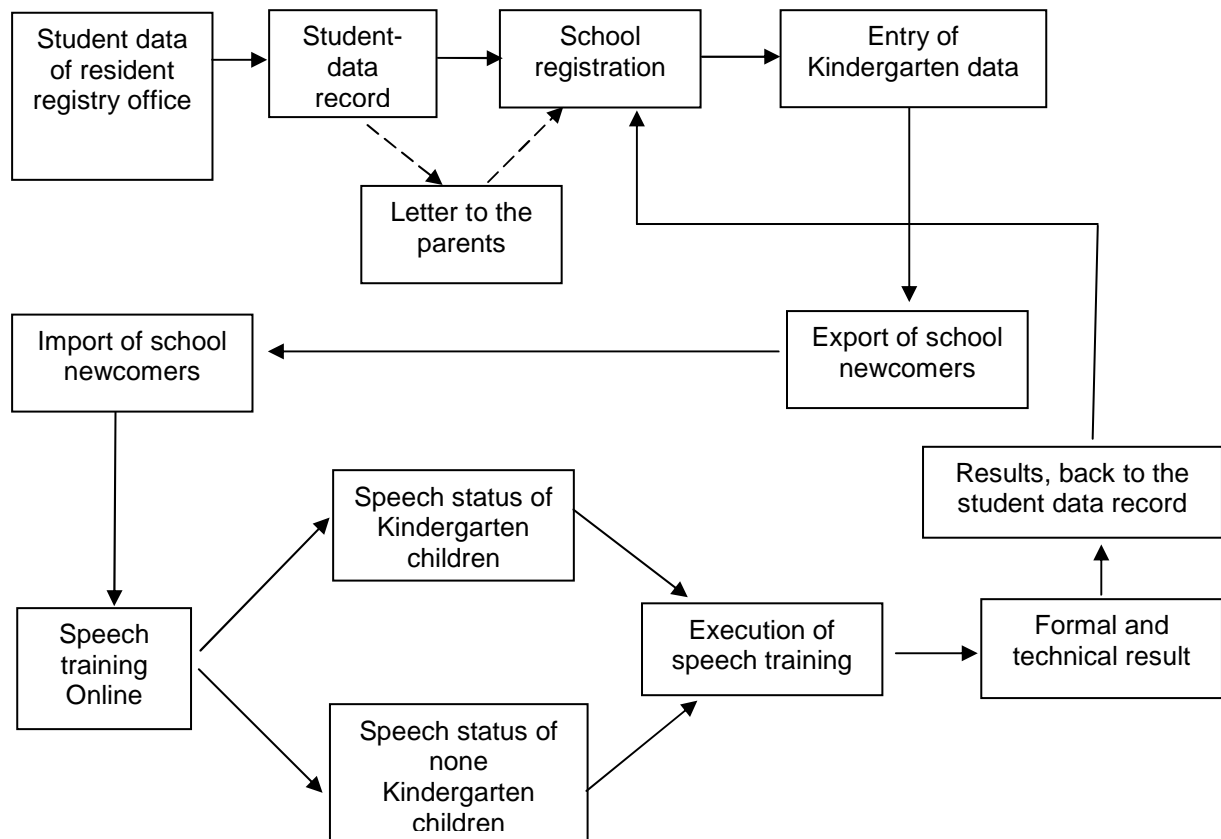 Student data
of resident
registry office
Student-
data
record
School
registration
Entry of
Kindergarten data
Letter to the
parents
Import of school
newcomers
Export of school
newcomers
Speech status of
Kindergarten
children
Results, back to the
student data record
Speech
training
Online
Execution of
speech training
Formal and
technical result
Speech status of
none
Kindergarten
children